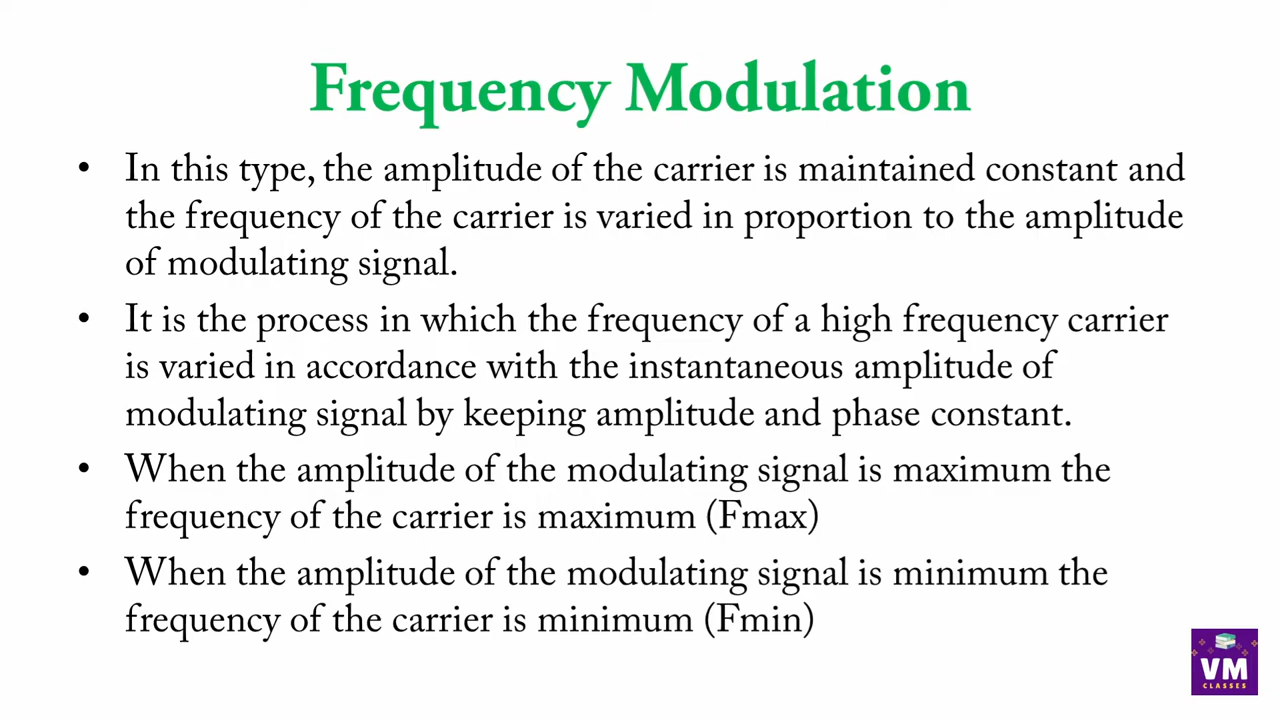 Frequency Modulation
• In this type, the amplitude of the carrier is maintained constant and
the frequency of the carrier is varied in proportion to the amplitude
of modulating signal.
• It is the process in which the frequency of a high frequency carrier
is varied in accordance with the instantaneous amplitude of
modulating signal by keeping amplitude and phase constant.
• When the amplitude of the modulating signal is maximum the
frequency of the carrier is maximum (Fmax)
• When the amplitude of the modulating signal is minimum the
frequency of the carrier is minimum (Fmin)
VM
CLASSES